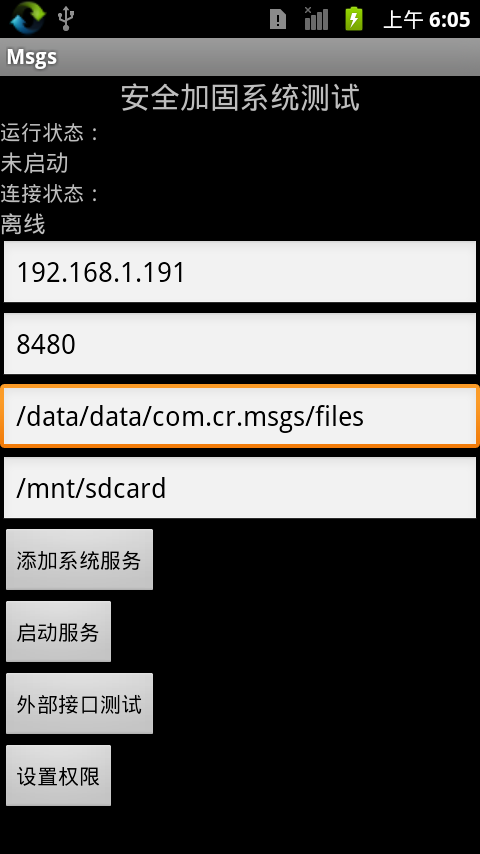 上午 6:05
Msgs
安全加固系统测试
运行状态：
未启动
连接状态：
离线
192.168.1.191
8480
/data/data/com.cr.msgs/files
/mnt/sdcard
添加系统服务
启动服务
外部接口测试
设置权限